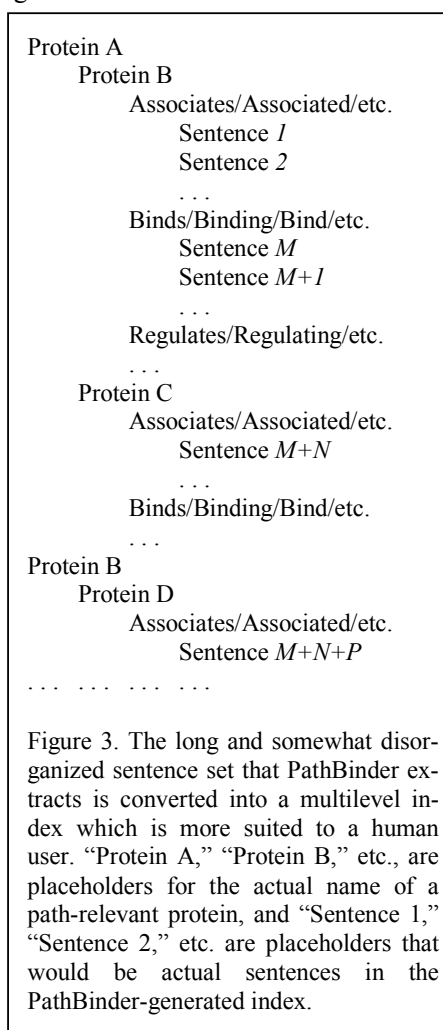 Protein A
Protein B
Associates/Associated/etc.
Sentence 1
Sentence 2
. . .
Binds/Binding/Bind/etc.
Sentence M
Sentence M+1
. . .
Regulates/Regulating/etc.
. . .
Protein C
Associates/Associated/etc.
Sentence M+N
. . .
Binds/Binding/Bind/etc.
. . .
Protein B
Protein D
Associates/Associated/etc.
Sentence M+N+P
. . . . . . . . . . . .
Figure 3. The long and somewhat disor-
ganized sentence set that PathBinder ex-
tracts is converted into a multilevel in-
dex which is more suited to a human
user. “Protein A,” “Protein B,” etc., are
placeholders for the actual name of a
path-relevant protein, and “Sentence 1,”
“Sentence 2,” etc. are placeholders that
would be actual sentences in the
PathBinder-generated index.